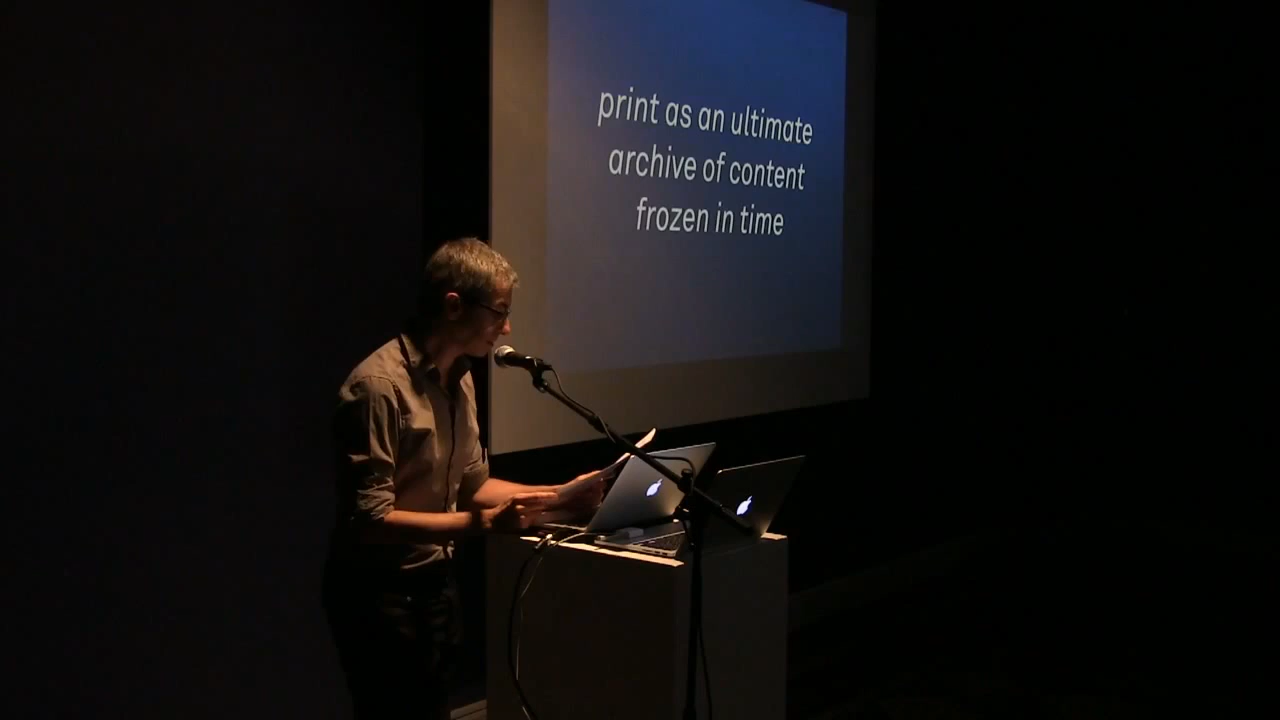 print as an ultimate
archive of content
frozen in time